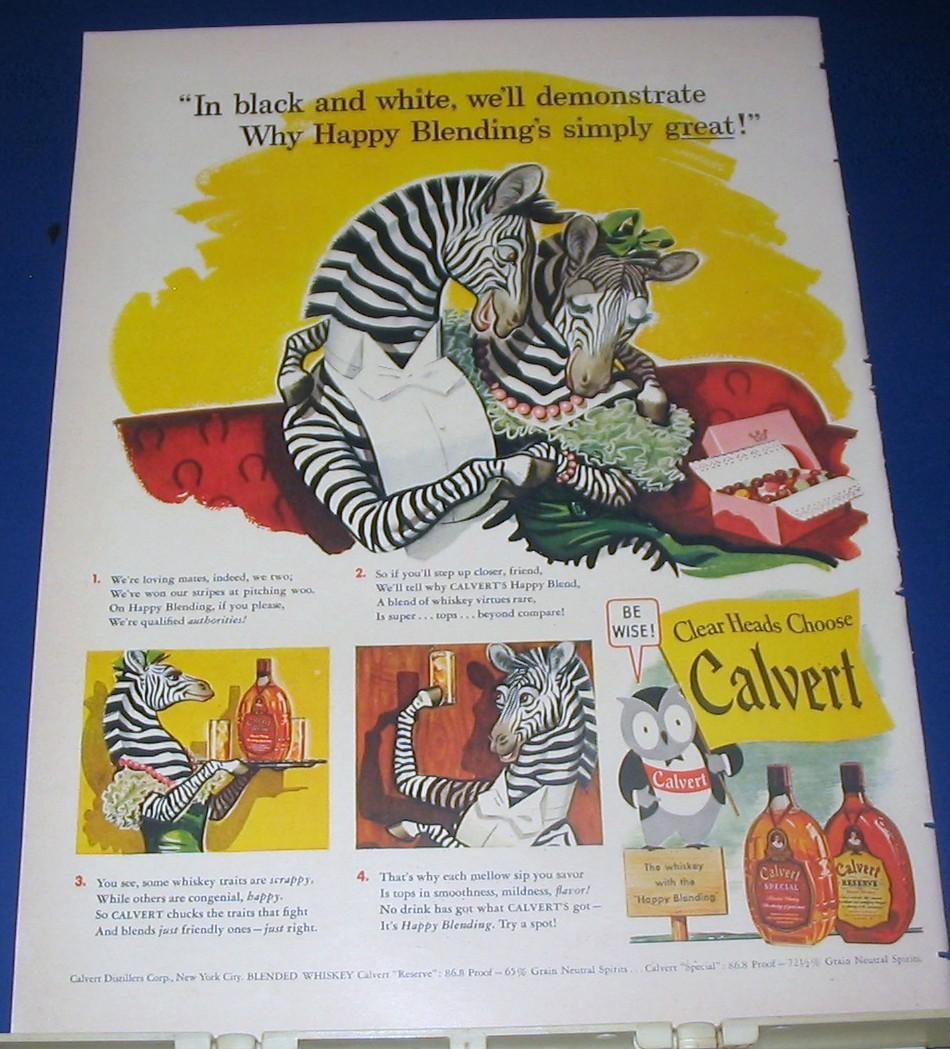 “In black and white, we'll demonstrate
Why Happy Blending's simply great!”
1. We're loving mates, indeed, we two;
We've won our stripes at pitching woo.
On Happy Blending, if you please,
We're qualified authorities!
2. So if you'll step up closer, friend,
We'll tell why CALVERT'S Happy Blend,
A blend of whiskey virtues rare,
Is super . . . tops . . . beyond compare!
BE
WISE!
Clear Heads Choose
Calvert
Calvert
3. You see, some whiskey traits are scrappy,
While others are congenial, happy.
So CALVERT chucks the traits that fight
And blends just friendly ones—just right.
4. That's why each mellow sip you savor
Is tops in smoothness, mildness, flavor!
No drink has got what CALVERT'S got—
It's Happy Blending. Try a spot!
The whiskey
with the
"Happy Blending"
Calvert
SPECIAL
Calvert
RESERVE
Calvert Distillers Corp., New York City. BLENDED WHISKEY Calvert "Reserve": 86.8 Proof—65% Grain Neutral Spirits . . . Calvert "Special": 86.8 Proof—72½% Grain Neutral Spirits.